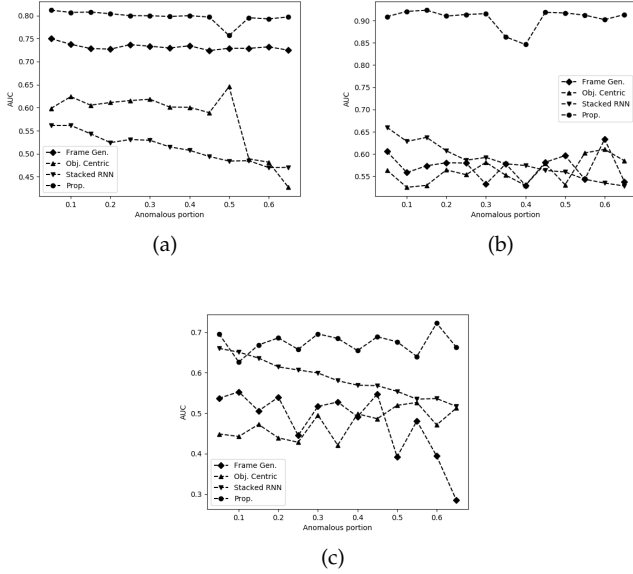 0.80
0.75
0.70
0.65
0.60
0.55
0.50
0.45
AUC
Frame Gen.
Obj. Centric
Stacked RNN
Prop.
0.1 0.2 0.3 0.4 0.5 0.6
Anomalous portion
(a)
0.90
0.85
0.80
0.75
0.70
0.65
0.60
0.55
AUC
Frame Gen.
Obj. Centric
Stacked RNN
Prop.
0.1 0.2 0.3 0.4 0.5 0.6
Anomalous portion
(b)
0.7
0.6
0.5
0.4
0.3
AUC
Frame Gen.
Obj. Centric
Stacked RNN
Prop.
0.1 0.2 0.3 0.4 0.5 0.6
Anomalous portion
(c)